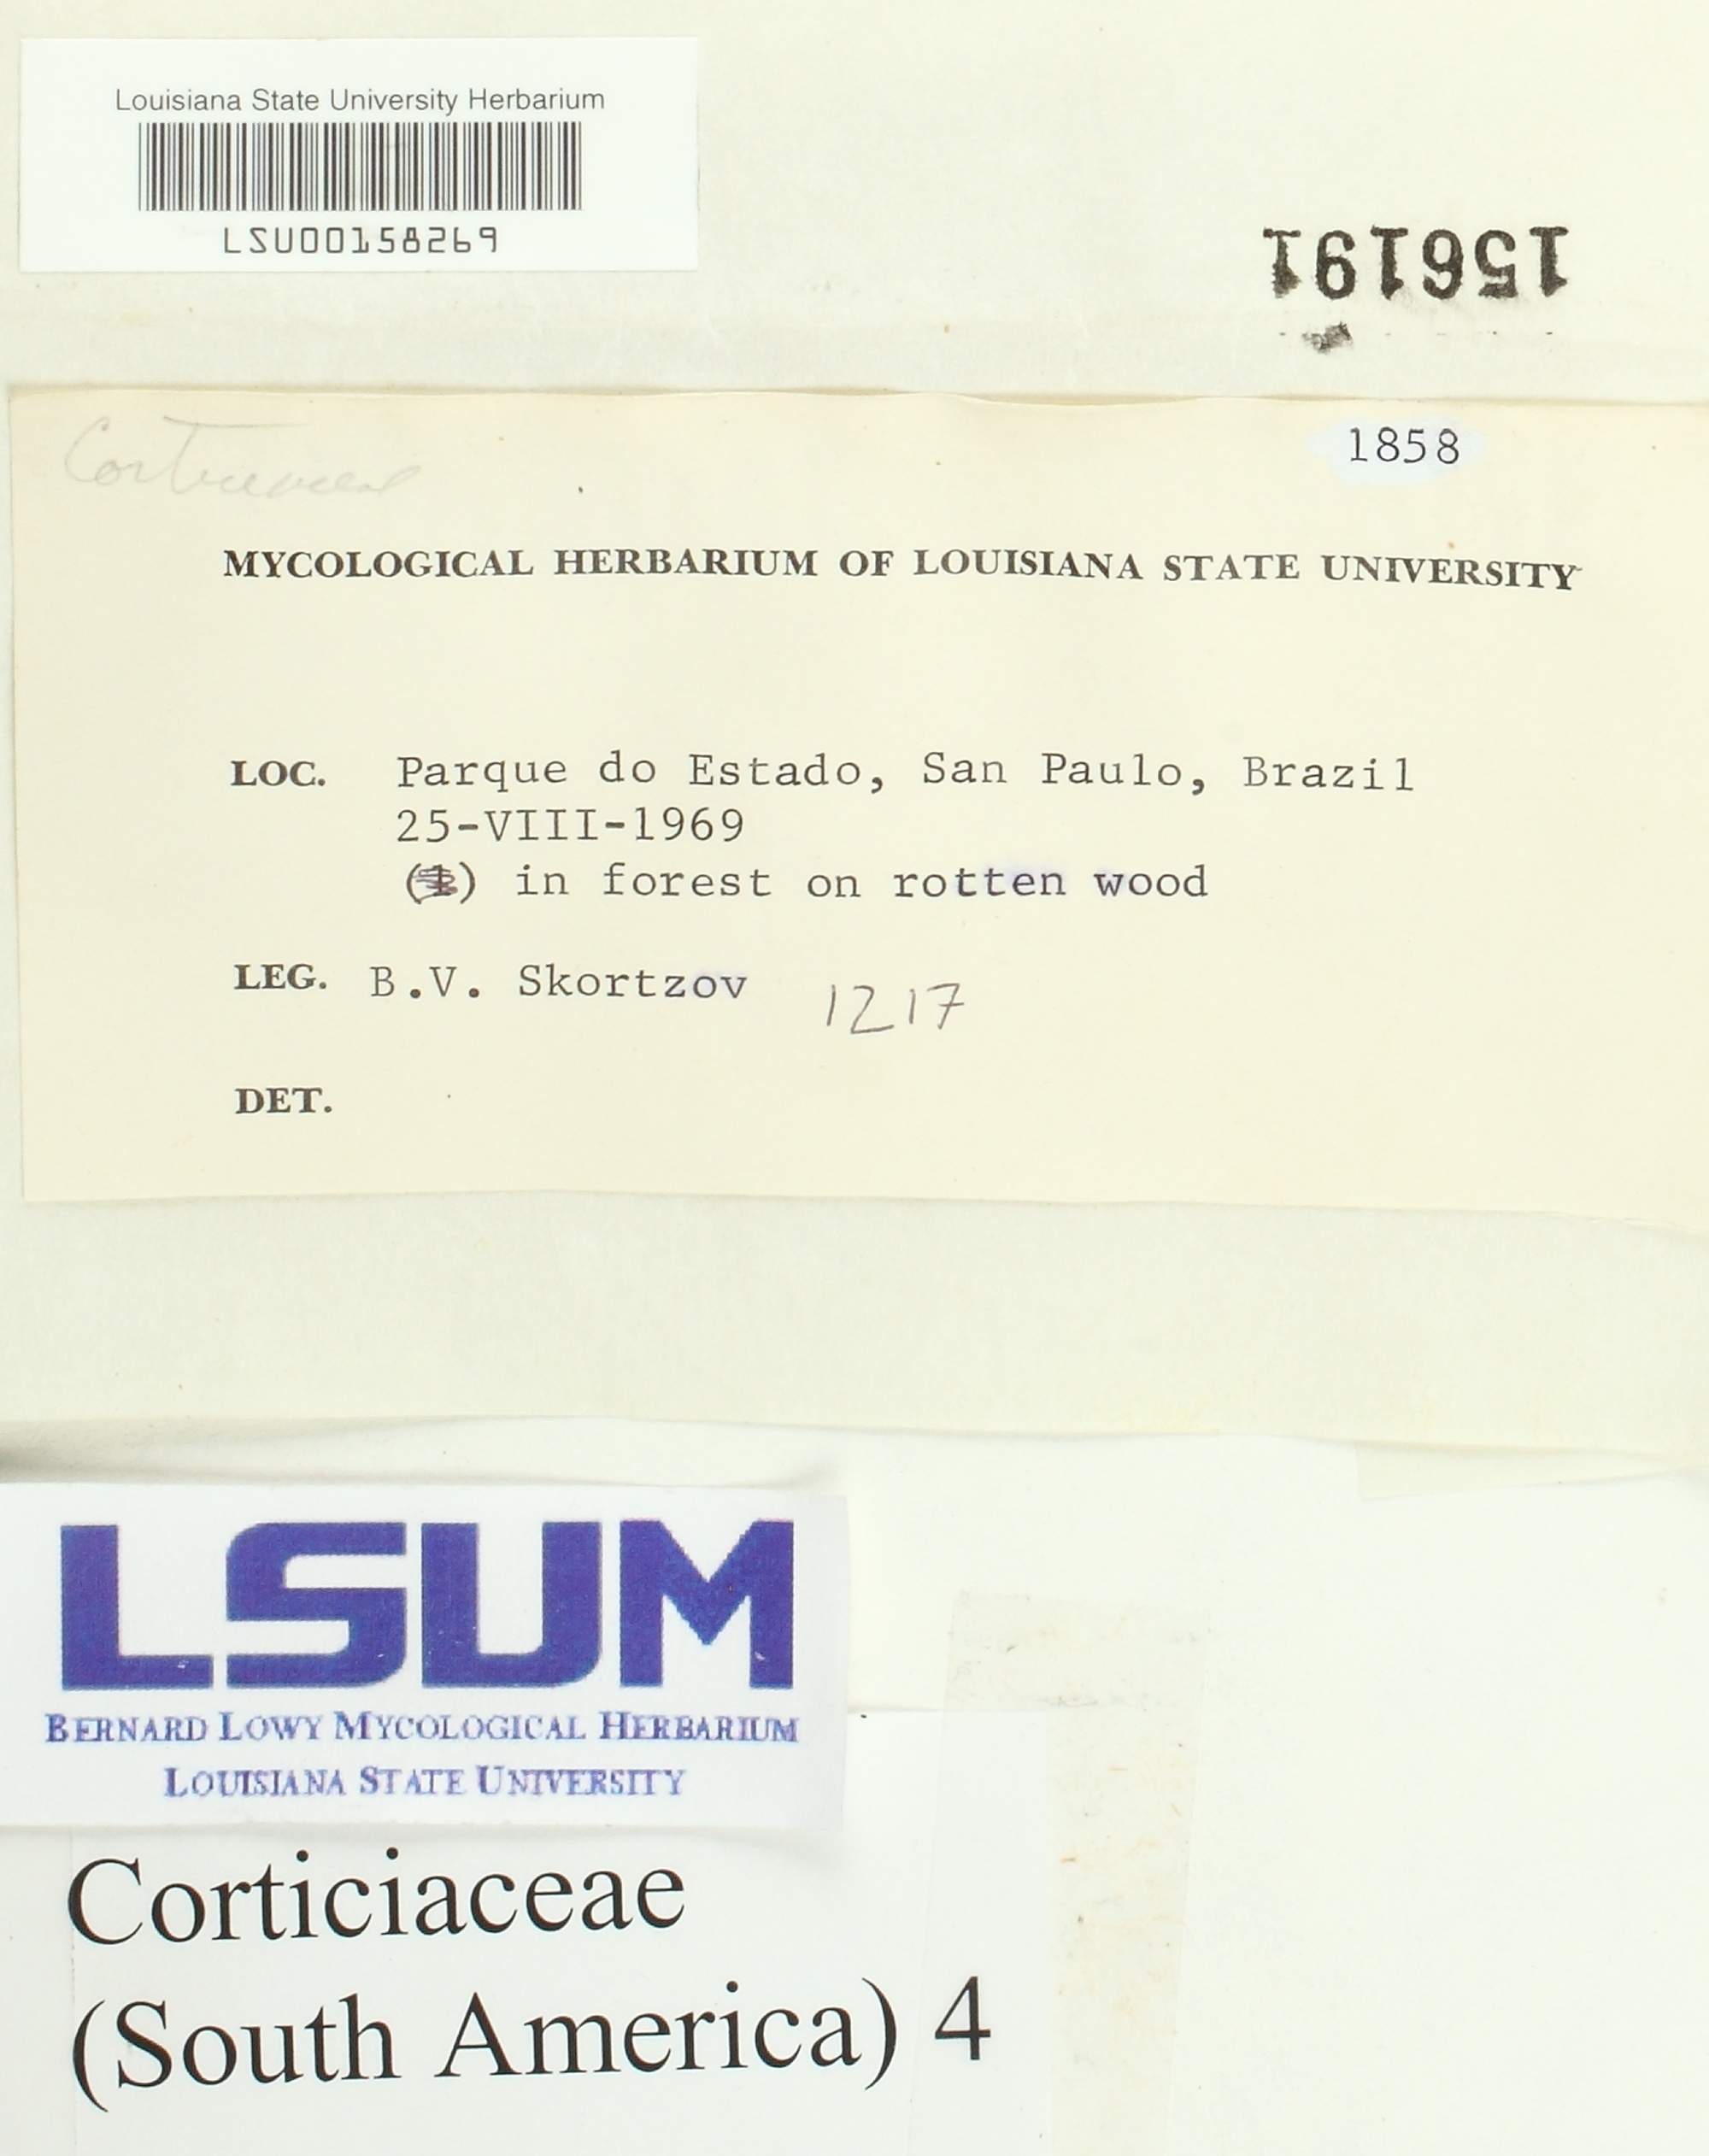 Louisiana State University Herbarium
LSU00158269
156191
1858
MYCOLOGICAL HERBARIUM OF LOUISIANA STATE UNIVERSITY
LOC. Parque do Estado, San Paulo, Brazil
25-VIII-1969
( ) in forest on rotten wood
LEG. B.V. Skortzov 1217
DET.
LSUM
BERNARD LOWY MYCOLOGICAL HERBARIUM
LOUISIANA STATE UNIVERSITY
Corticiaceae
(South America) 4